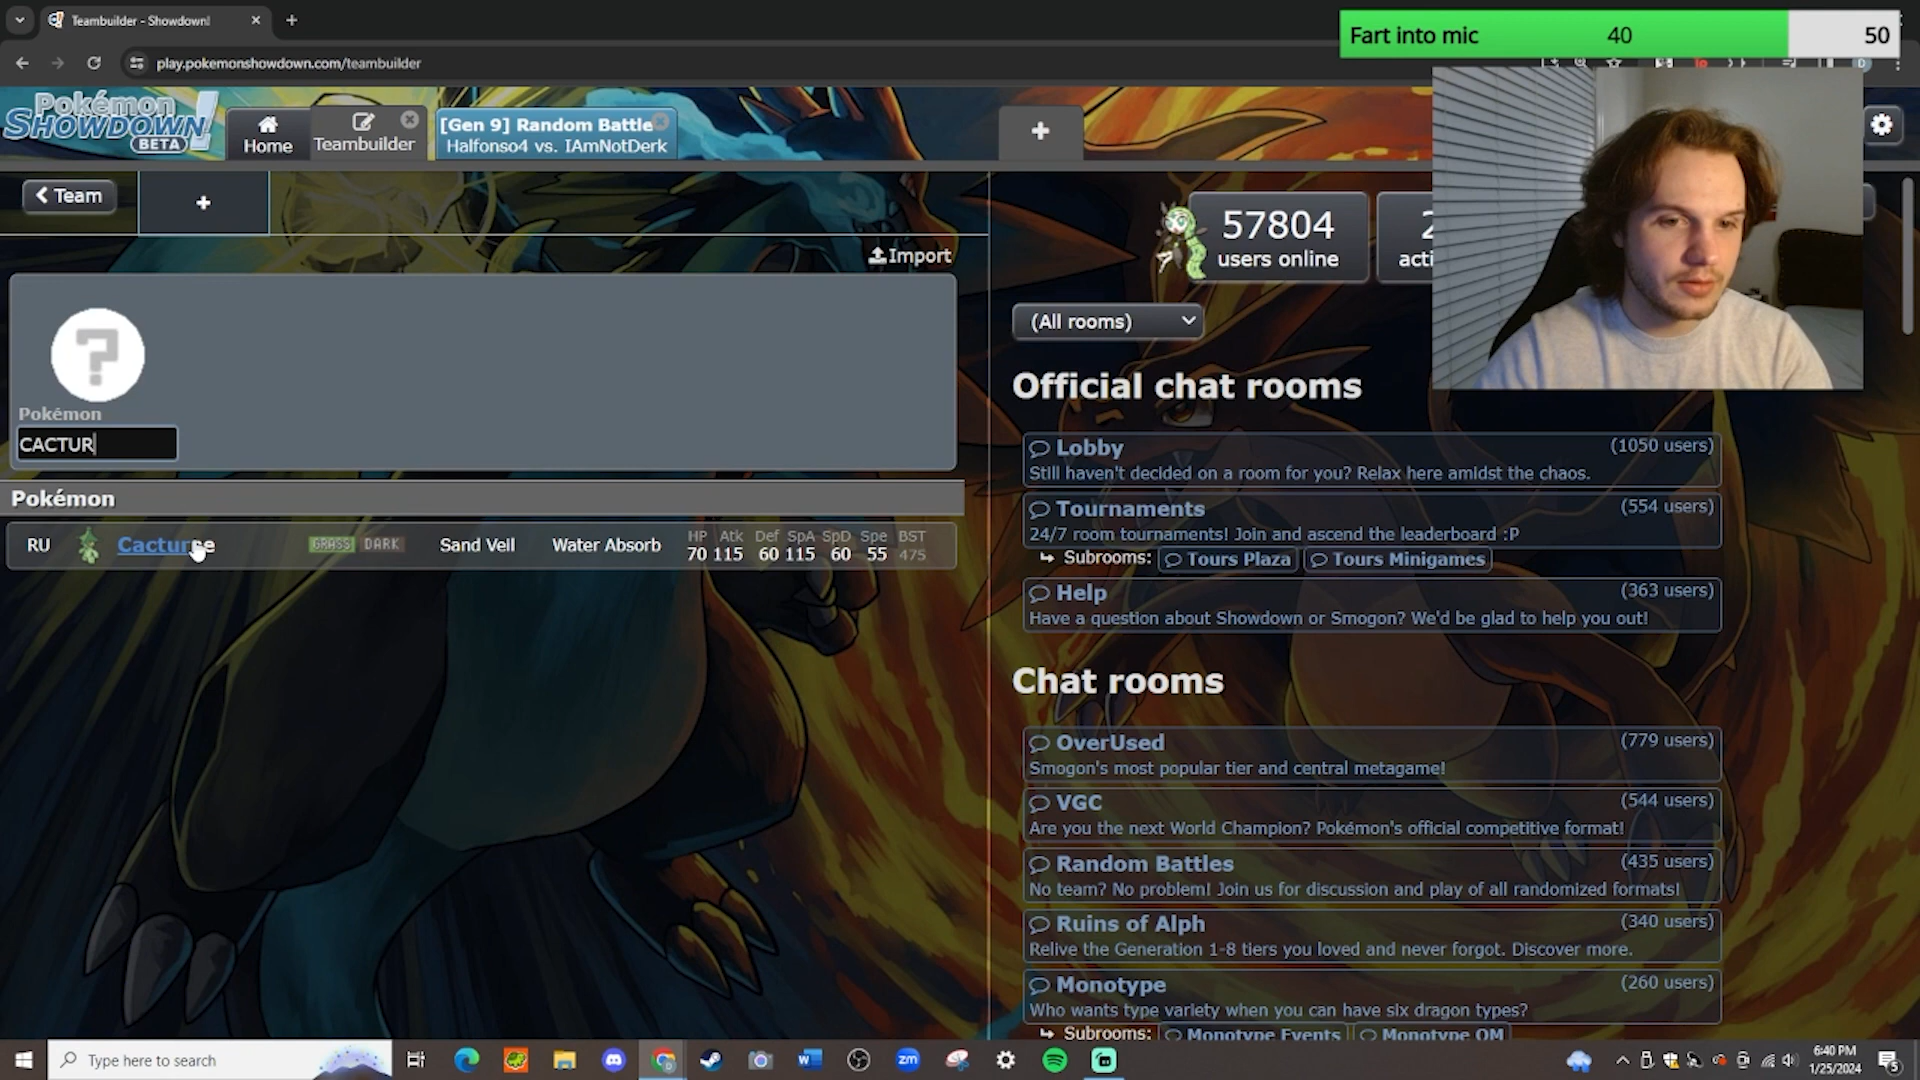 Teambuilder - Showdown!
Fart into mic 40 50
play.pokemonshowdown.com/teambuilder
D
Pokémon
SHOWDOWN!
BETA
Home
Teambuilder
[Gen 9] Random Battle
Halfonso4 vs. IAmNotDerk
+
Team
+
Import
57804
users online
2
acti
?
Pokémon
CACTUR
(All rooms)
Official chat rooms
Lobby (1050 users)
Still haven't decided on a room for you? Relax here amidst the chaos.
Pokémon
RU Cacturne GRASS DARK Sand Veil Water Absorb
HP Atk Def SpA SpD Spe BST
70 115 60 115 60 55 475
Tournaments (554 users)
24/7 room tournaments! Join and ascend the leaderboard :P
Subrooms: Tours Plaza Tours Minigames
Help (363 users)
Have a question about Showdown or Smogon? We'd be glad to help you out!
Chat rooms
OverUsed (779 users)
Smogon's most popular tier and central metagame!
VGC (544 users)
Are you the next World Champion? Pokémon's official competitive format!
Random Battles (435 users)
No team? No problem! Join us for discussion and play of all randomized formats!
Ruins of Alph (340 users)
Relive the Generation 1-8 tiers you loved and never forgot. Discover more.
Monotype (260 users)
Who wants type variety when you can have six dragon types?
Subrooms: Monotype Events Monotype OM
Type here to search
zm
6:40 PM
1/25/2024
5